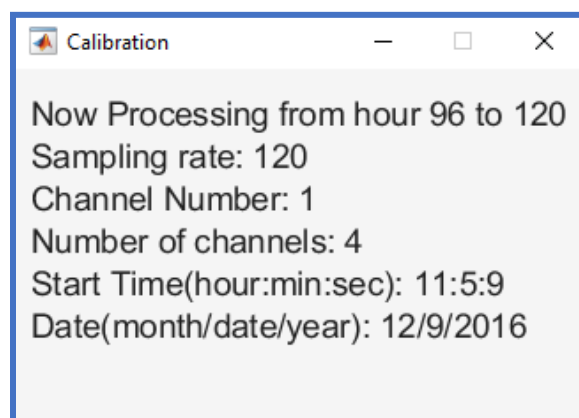 Calibration
Now Processing from hour 96 to 120
Sampling rate: 120
Channel Number: 1
Number of channels: 4
Start Time(hour:min:sec): 11:5:9
Date(month/date/year): 12/9/2016